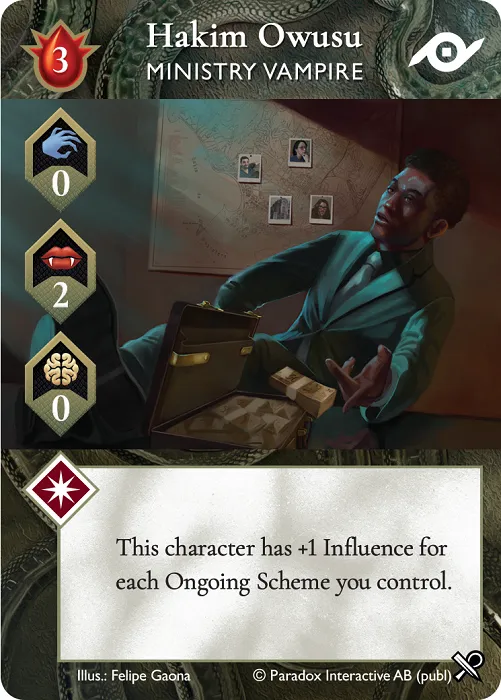 3
Hakim Owusu
MINISTRY VAMPIRE
0
2
0
This character has +1 Influence for
each Ongoing Scheme you control.
Illus.: Felipe Gaona © Paradox Interactive AB (publ)